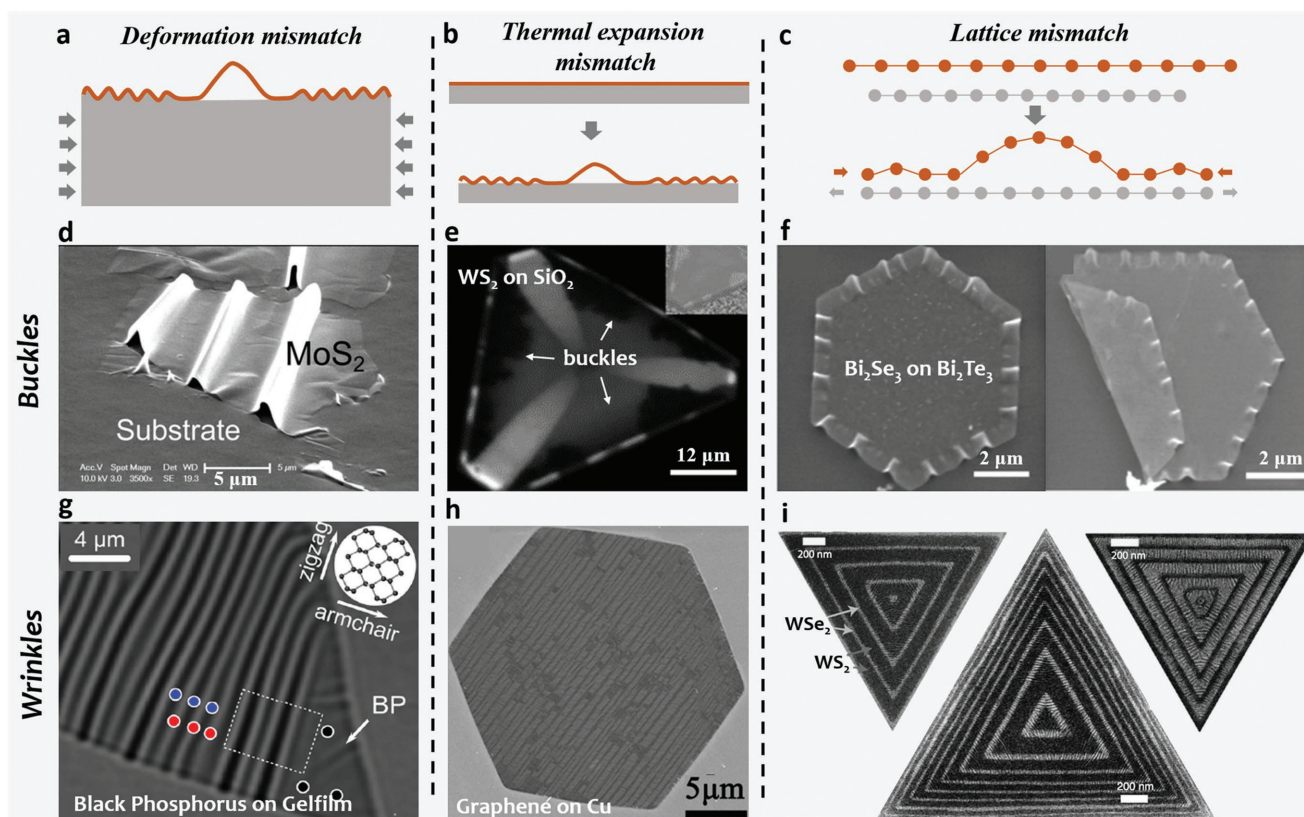 a
Deformation mismatch
b
Thermal expansion
mismatch
c
Lattice mismatch
Buckles
d
MoS₂
Substrate
Acc.V Spot Magn Det WD 5 μm
10.0 kV 3.0 3500x SE 19.3 5 μm
e
WS₂ on SiO₂
buckles
12 μm
f
Bi₂Se₃ on Bi₂Te₃
2 μm
2 μm
Wrinkles
g
4 μm
zigzag
armchair
BP
Black Phosphorus on Gelfilm
h
Graphene on Cu
5μm
i
200 nm
200 nm
WSe₂
WS₂
200 nm